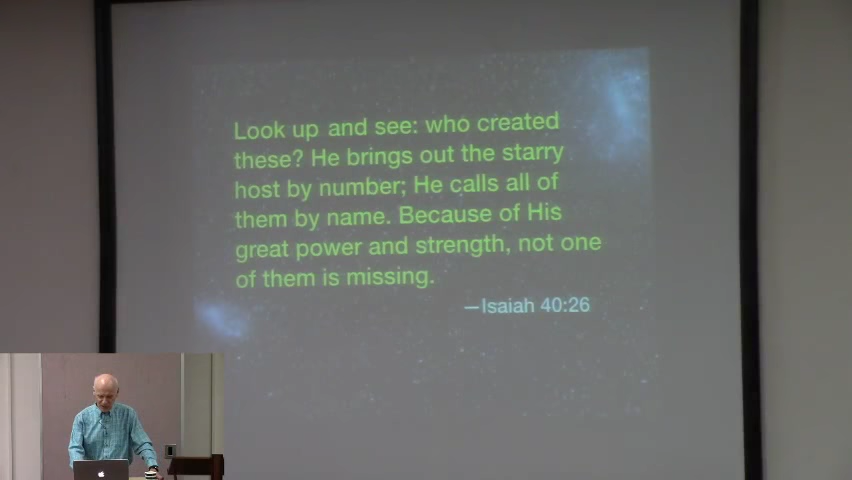 Look up and see: who created
these? He brings out the starry
host by number; He calls all of
them by name. Because of His
great power and strength, not one
of them is missing.
—Isaiah 40:26